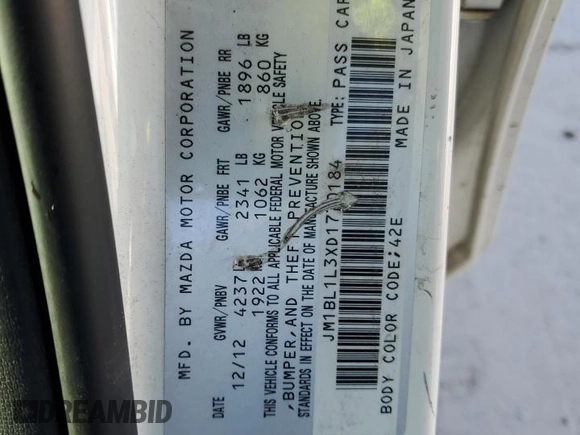 MFD. BY MAZDA MOTOR CORPORATION
GVWR/PNBV GAWR/PNBE FRT GAWR/PNBE RR
DATE 12/12 4237 2341 LB 1896 LB
1922 1062 KG 860 KG
THIS VEHICLE CONFORMS TO ALL APPLICABLE FEDERAL MOTOR VEHICLE SAFETY
,BUMPER,AND THEFT PREVENTION
STANDARDS IN EFFECT ON THE DATE OF MANUFACTURE SHOWN ABOVE.
TYPE: PASS CAR
BODY COLOR CODE;42E MADE IN JAPAN
DREAMBID